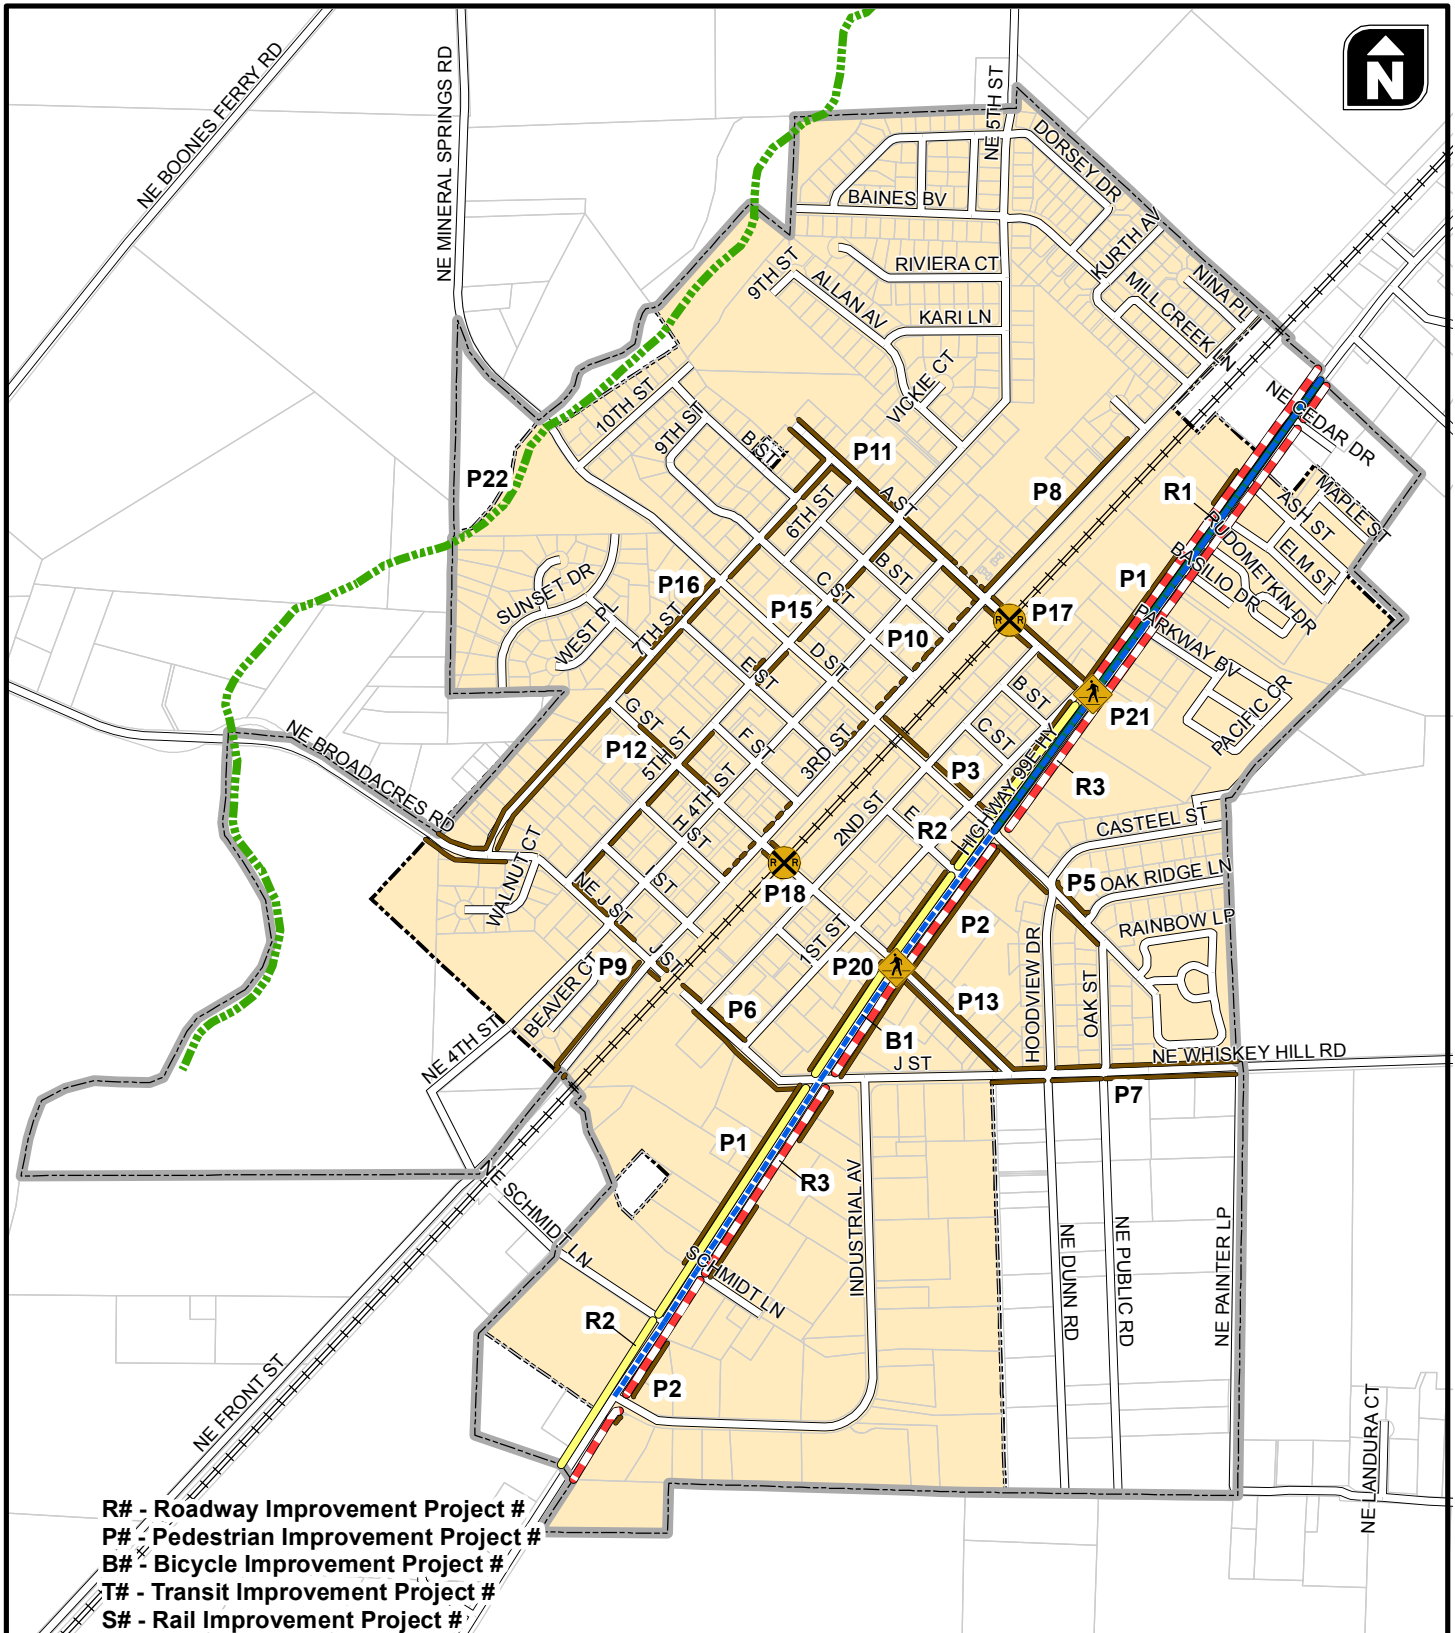 N
NE BOONES FERRY RD
NE MINERAL SPRINGS RD
NE 5TH ST
DORSEY DR
BAINES BV
KURTH AV
RIVIERA CT
9TH ST
ALLAN AV
MILL CREEK LN
NINA PL
KARI LN
VICKIE CT
NE CEDAR DR
10TH ST
9TH ST
B ST
P11
P22
P8
R1
MAPLE ST
ASH ST
A ST
6TH ST
RUDOMETKIN DR
ELM ST
BASILIO DR
P1
B ST
C ST
SUNSET DR
P16
P15
R R
P17
PARKWAY BV
7TH ST
WEST PL
P10
D ST
E ST
B ST
P21
PACIFIC CR
G ST
C ST
NE BROADACRES RD
P12
5TH ST
F ST
3RD ST
P3
HIGHWAY 99E HY
R3
4TH ST
2ND ST
E
R2
CASTEEL ST
H ST
WALNUT CT
R R
P18
P5
OAK RIDGE LN
ST
NE J ST
RAINBOW LP
P2
1ST ST
J ST
P9
P20
HOODVIEW DR
OAK ST
BEAVER CT
P6
P13
NE 4TH ST
B1
J ST
NE WHISKEY HILL RD
P7
P1
R3
NE SCHMIDT LN
INDUSTRIAL AV
SCHMIDT LN
NE DUNN RD
NE PUBLIC RD
NE PAINTER LP
R2
P2
NE FRONT ST
NE LANDURA CT
R# - Roadway Improvement Project #
P# - Pedestrian Improvement Project #
B# - Bicycle Improvement Project #
T# - Transit Improvement Project #
S# - Rail Improvement Project #